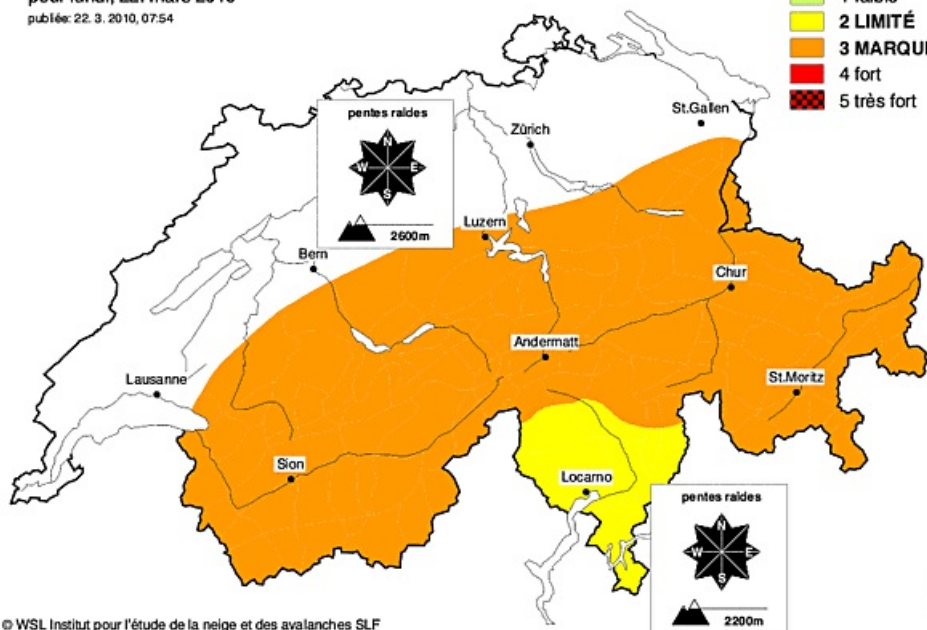 publiée: 22. 3. 2010, 07:54
2 LIMITÉ
3 MARQU
4 fort
5 très fort
St.Gallen
pentes raides
N
W E
S
2600m
Zürich
Luzern
Bern
Chur
Andermatt
Lausanne
St.Moritz
Sion
Locarno
pentes raides
N
W E
S
2200m
© WSL Institut pour l'étude de la neige et des avalanches SLF